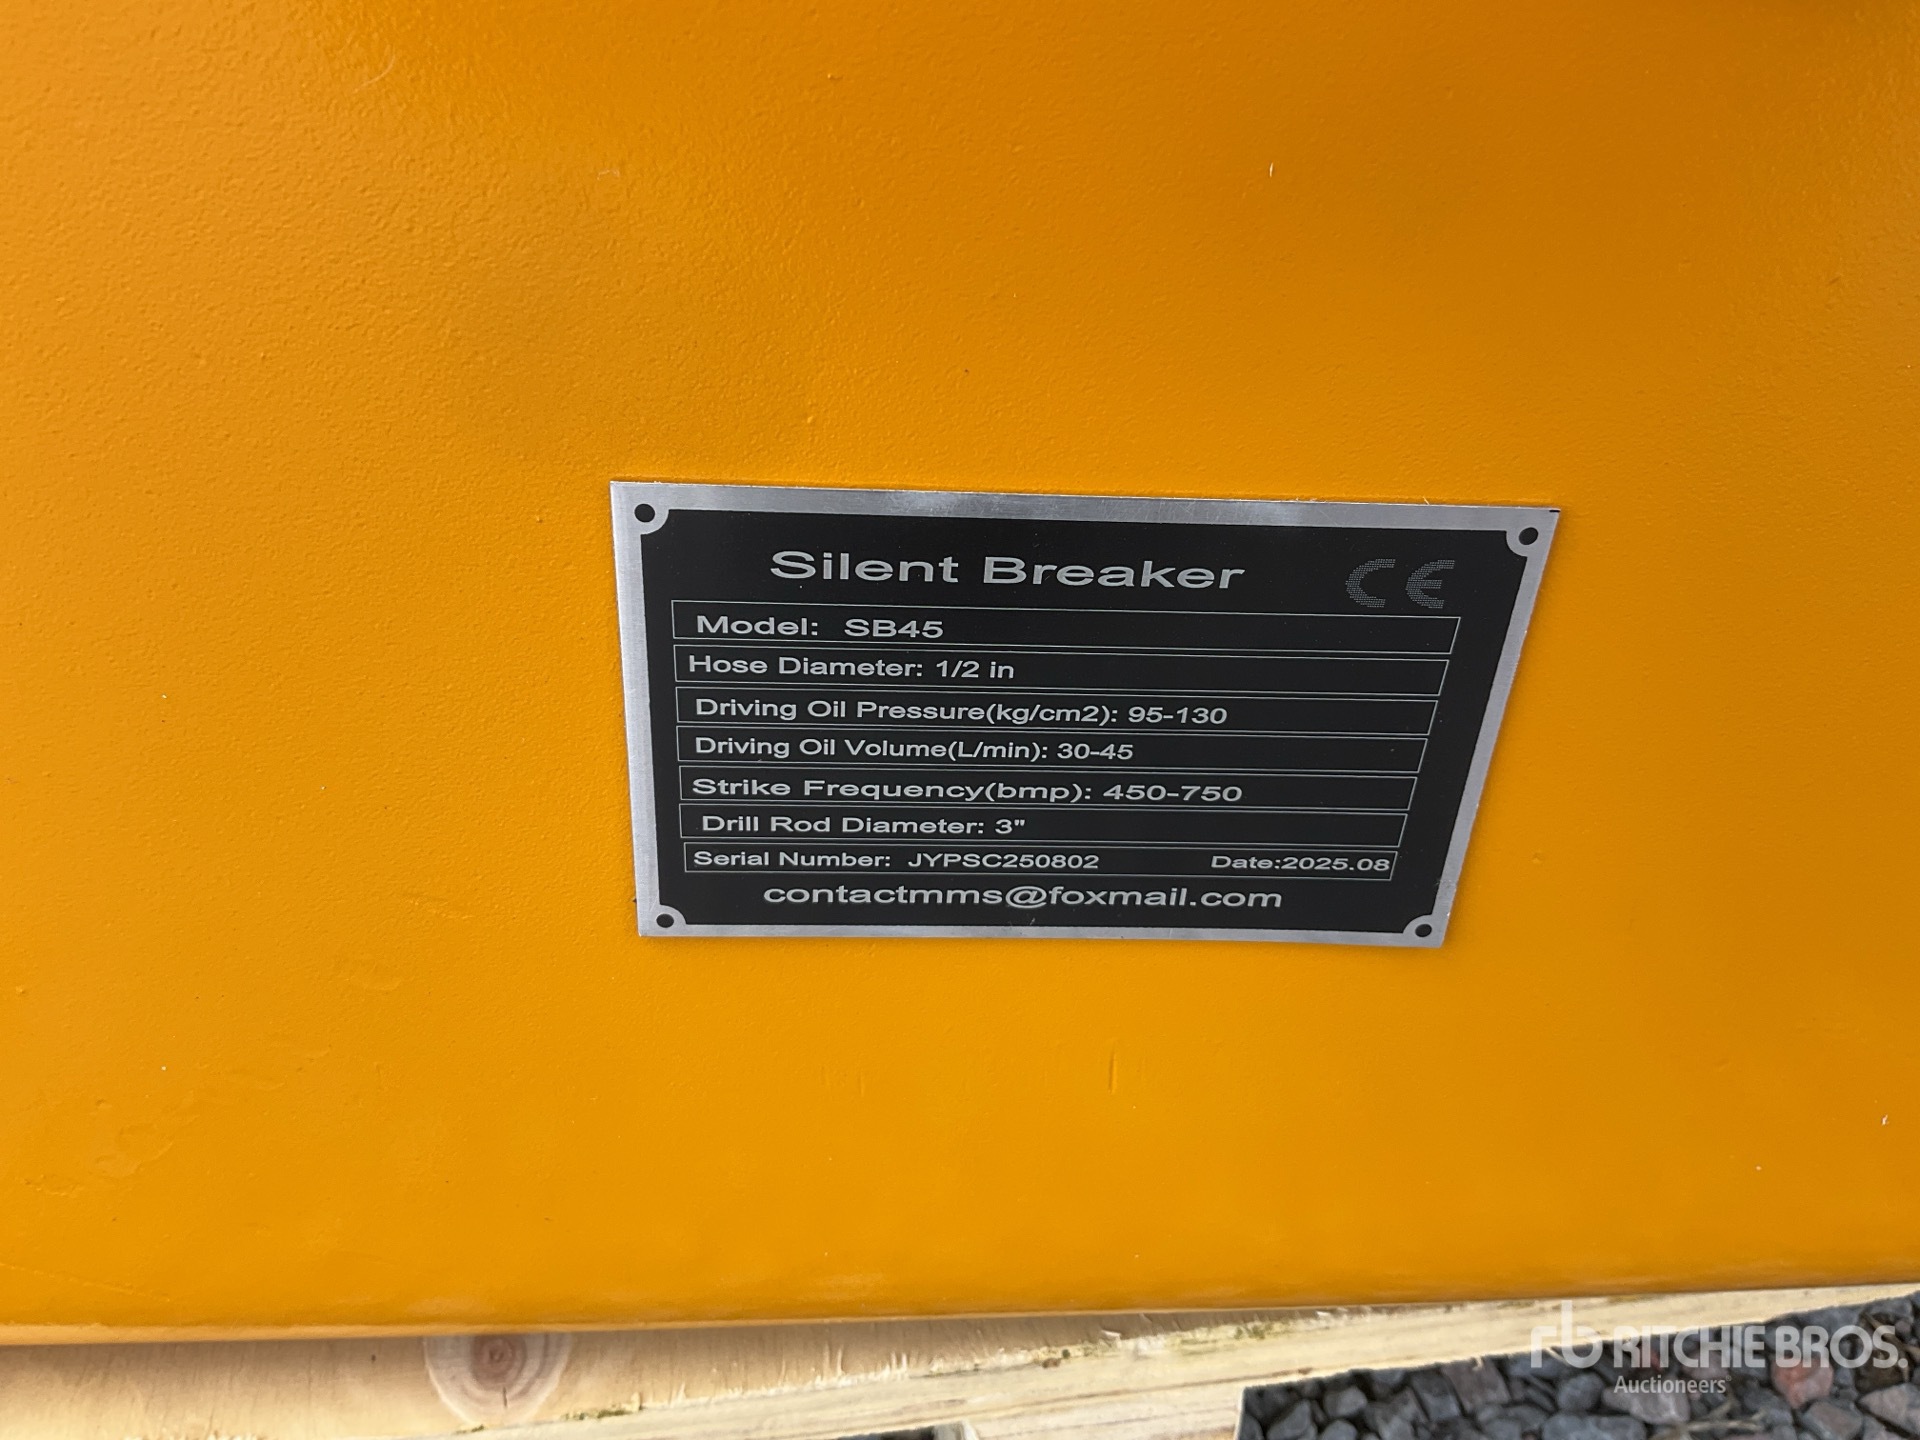 Silent Breaker CE
Model: SB45
Hose Diameter: 1/2 in
Driving Oil Pressure(kg/cm2): 95-130
Driving Oil Volume(L/min): 30-45
Strike Frequency(bmp): 450-750
Drill Rod Diameter: 3"
Serial Number: JYPSC250802 Date:2025.08
contactmms@foxmail.com
rb RITCHIE BROS.
Auctioneers